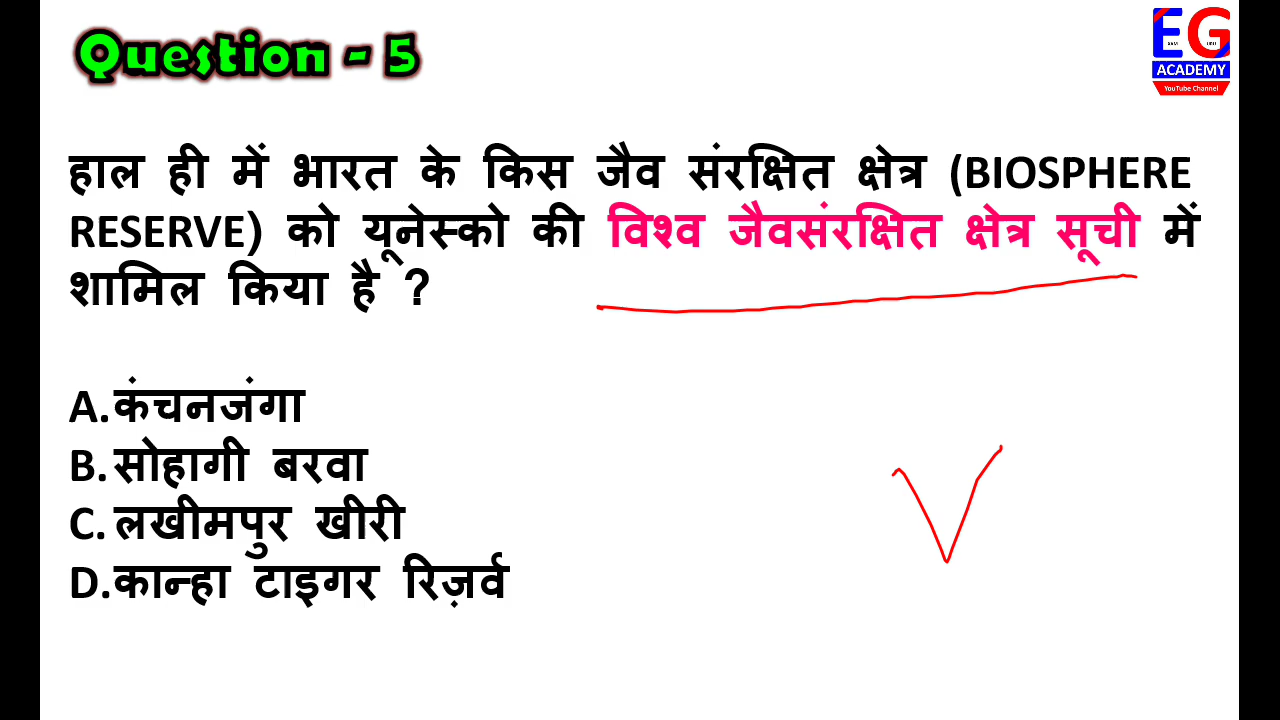 Question - 5
EG
ACADEMY
YouTube Channel
हाल ही में भारत के किस जैव संरक्षित क्षेत्र (BIOSPHERE
RESERVE) को यूनेस्को की विश्व जैवसंरक्षित क्षेत्र सूची में
शामिल किया है ?
A.कंचनजंगा
B.सोहागी बरवा
C.लखीमपुर खीरी
D.कान्हा टाइगर रिज़र्व